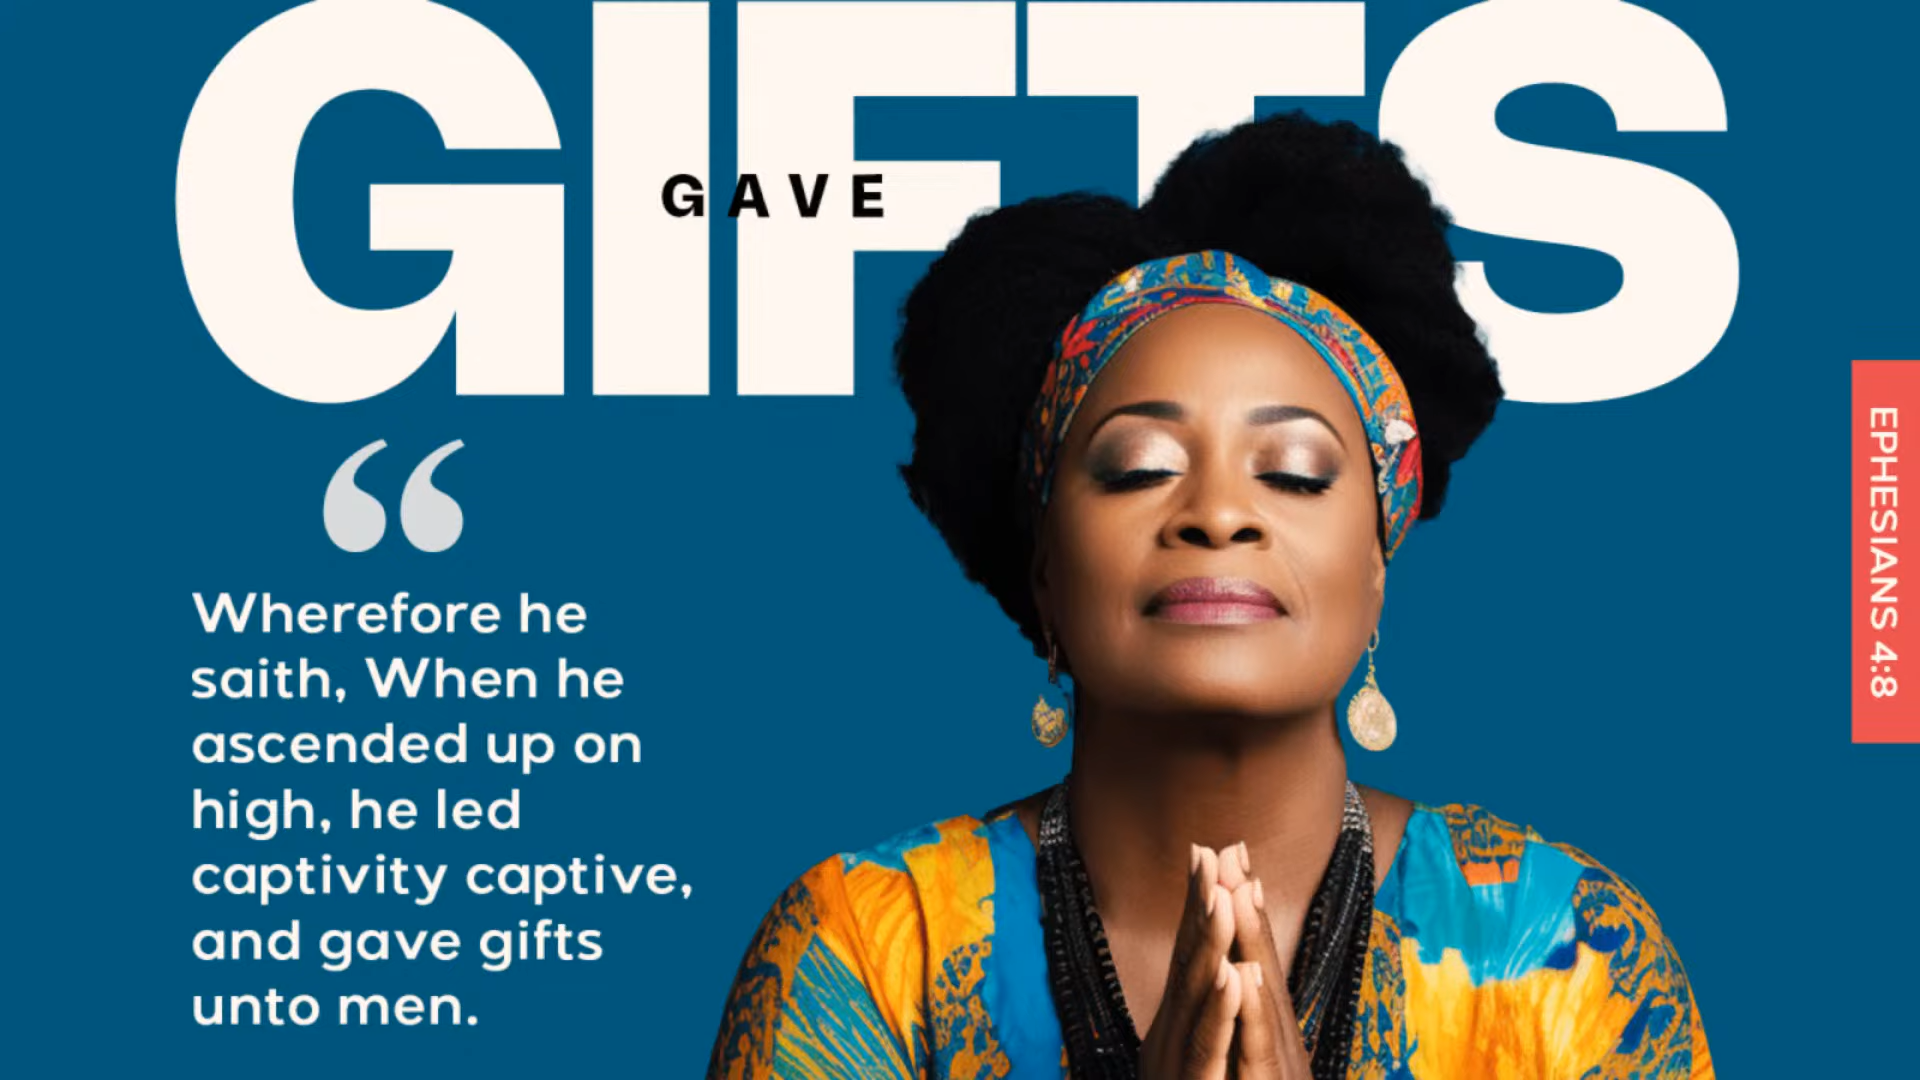 GIFTS
GAVE
“
Wherefore he
saith, When he
ascended up on
high, he led
captivity captive,
and gave gifts
unto men.
EPHESIANS 4:8